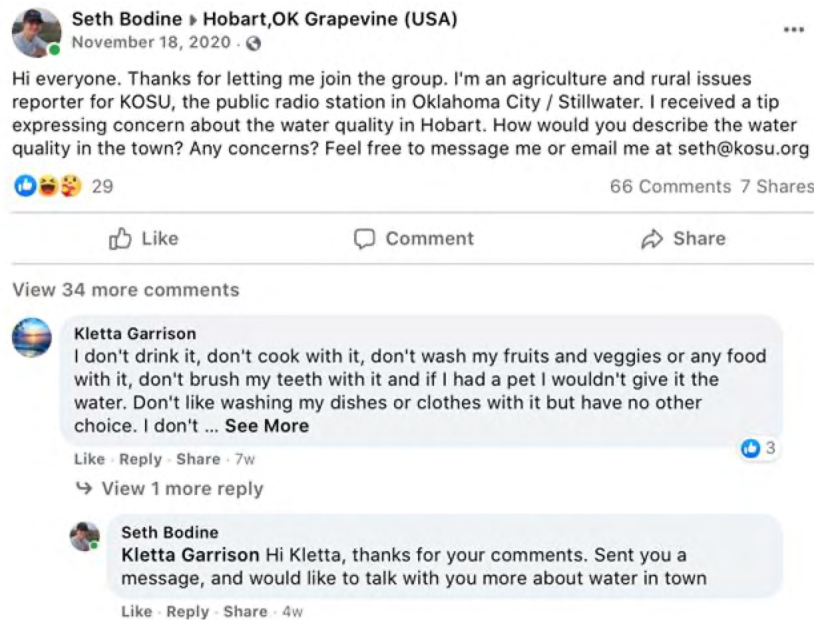 Seth Bodine ▸ Hobart,OK Grapevine (USA)
November 18, 2020 ·
Hi everyone. Thanks for letting me join the group. I'm an agriculture and rural issues
reporter for KOSU, the public radio station in Oklahoma City / Stillwater. I received a tip
expressing concern about the water quality in Hobart. How would you describe the water
quality in the town? Any concerns? Feel free to message me or email me at seth@kosu.org
29
66 Comments 7 Shares
Like Comment Share
View 34 more comments
Kletta Garrison
I don't drink it, don't cook with it, don't wash my fruits and veggies or any food
with it, don't brush my teeth with it and if I had a pet I wouldn't give it the
water. Don't like washing my dishes or clothes with it but have no other
choice. I don't ... See More
3
Like · Reply · Share · 7w
View 1 more reply
Seth Bodine
Kletta Garrison Hi Kletta, thanks for your comments. Sent you a
message, and would like to talk with you more about water in town
Like · Reply · Share · 4w